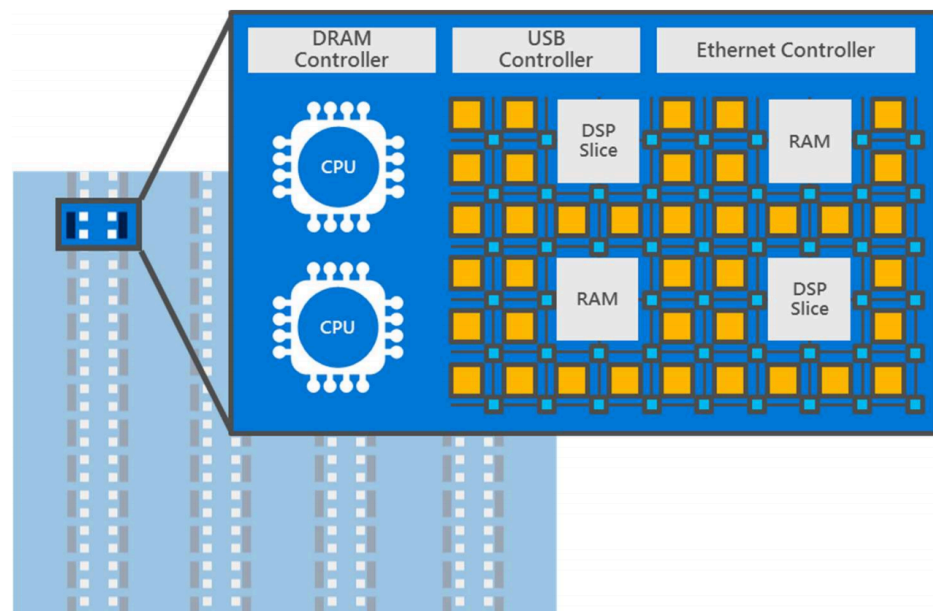 DRAM
Controller
USB
Controller
Ethernet Controller
CPU
DSP
Slice
RAM
CPU
RAM
DSP
Slice